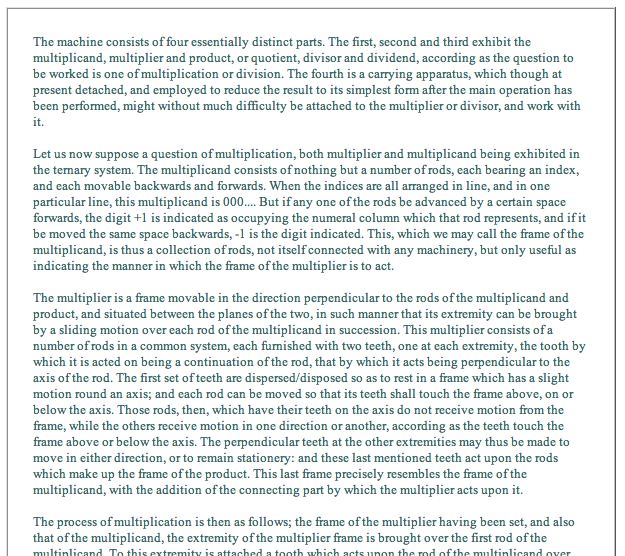 The machine consists of four essentially distinct parts. The first, second and third exhibit the
multiplicand, multiplier and product, or quotient, divisor and dividend, according as the question to
be worked is one of multiplication or division. The fourth is a carrying apparatus, which though at
present detached, and employed to reduce the result to its simplest form after the main operation has
been performed, might without much difficulty be attached to the multiplier or divisor, and work with
it.
Let us now suppose a question of multiplication, both multiplier and multiplicand being exhibited in
the ternary system. The multiplicand consists of nothing but a number of rods, each bearing an index,
and each movable backwards and forwards. When the indices are all arranged in line, and in one
particular line, this multiplicand is 000.... But if any one of the rods be advanced by a certain space
forwards, the digit +1 is indicated as occupying the numeral column which that rod represents, and if it
be moved the same space backwards, -1 is the digit indicated. This, which we may call the frame of the
multiplicand, is thus a collection of rods, not itself connected with any machinery, but only useful as
indicating the manner in which the frame of the multiplier is to act.
The multiplier is a frame movable in the direction perpendicular to the rods of the multiplicand and
product, and situated between the planes of the two, in such manner that its extremity can be brought
by a sliding motion over each rod of the multiplicand in succession. This multiplier consists of a
number of rods in a common system, each furnished with two teeth, one at each extremity, the tooth by
which it is acted on being a continuation of the rod, that by which it acts being perpendicular to the
axis of the rod. The first set of teeth are dispersed/disposed so as to rest in a frame which has a slight
motion round an axis; and each rod can be moved so that its teeth shall touch the frame above, on or
below the axis. Those rods, then, which have their teeth on the axis do not receive motion from the
frame, while the others receive motion in one direction or another, according as the teeth touch the
frame above or below the axis. The perpendicular teeth at the other extremities may thus be made to
move in either direction, or to remain stationery: and these last mentioned teeth act upon the rods
which make up the frame of the product. This last frame precisely resembles the frame of the
multiplicand, with the addition of the connecting part by which the multiplier acts upon it.
The process of multiplication is then as follows; the frame of the multiplier having been set, and also
that of the multiplicand, the extremity of the multiplier frame is brought over the first rod of the
multiplicand. To this extremity is attached a tooth which acts upon the rod of the multiplicand over